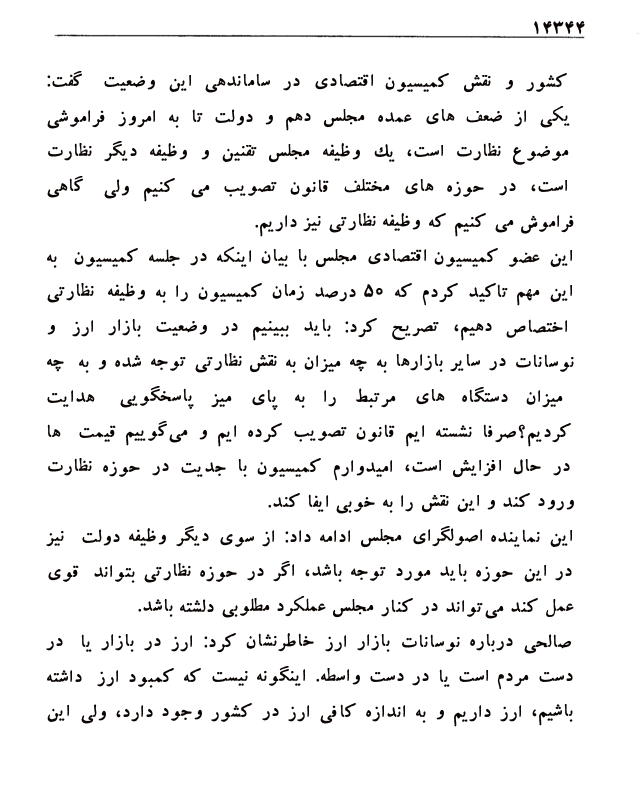 ۱۴۳۴۴
کشور و نقش کمیسیون اقتصادی در ساماندهی این وضعیت گفت:
یکی از ضعف های عمده مجلس دهم و دولت تا به امروز فراموشی
موضوع نظارت است، یك وظیفه مجلس تقنین و وظیفه دیگر نظارت
است، در حوزه های مختلف قانون تصویب می کنیم ولی گاهی
فراموش می کنیم که وظیفه نظارتی نیز داریم.
این عضو کمیسیون اقتصادی مجلس با بیان اینکه در جلسه کمیسیون به
این مهم تاکید کردم که ۵۰ درصد زمان کمیسیون را به وظیفه نظارتی
اختصاص دهیم، تصریح کرد: باید ببینیم در وضعیت بازار ارز و
نوسانات در سایر بازارها به چه میزان به نقش نظارتی توجه شده و به چه
میزان دستگاه های مرتبط را به پای میز پاسخگویی هدایت
کردیم؟صرفا نشسته ایم قانون تصویب کرده ایم و می‌گوییم قیمت ها
در حال افزایش است، امیدوارم کمیسیون با جدیت در حوزه نظارت
ورود کند و این نقش را به خوبی ایفا کند.
این نماینده اصولگرای مجلس ادامه داد: از سوی دیگر وظیفه دولت نیز
در این حوزه باید مورد توجه باشد، اگر در حوزه نظارتی بتواند قوی
عمل کند می‌تواند در کنار مجلس عملکرد مطلوبی دلشته باشد.
صالحی درباره نوسانات بازار ارز خاطرنشان کرد: ارز در بازار یا در
دست مردم است یا در دست واسطه. اینگونه نیست که کمبود ارز داشته
باشیم، ارز داریم و به اندازه کافی ارز در کشور وجود دارد، ولی این